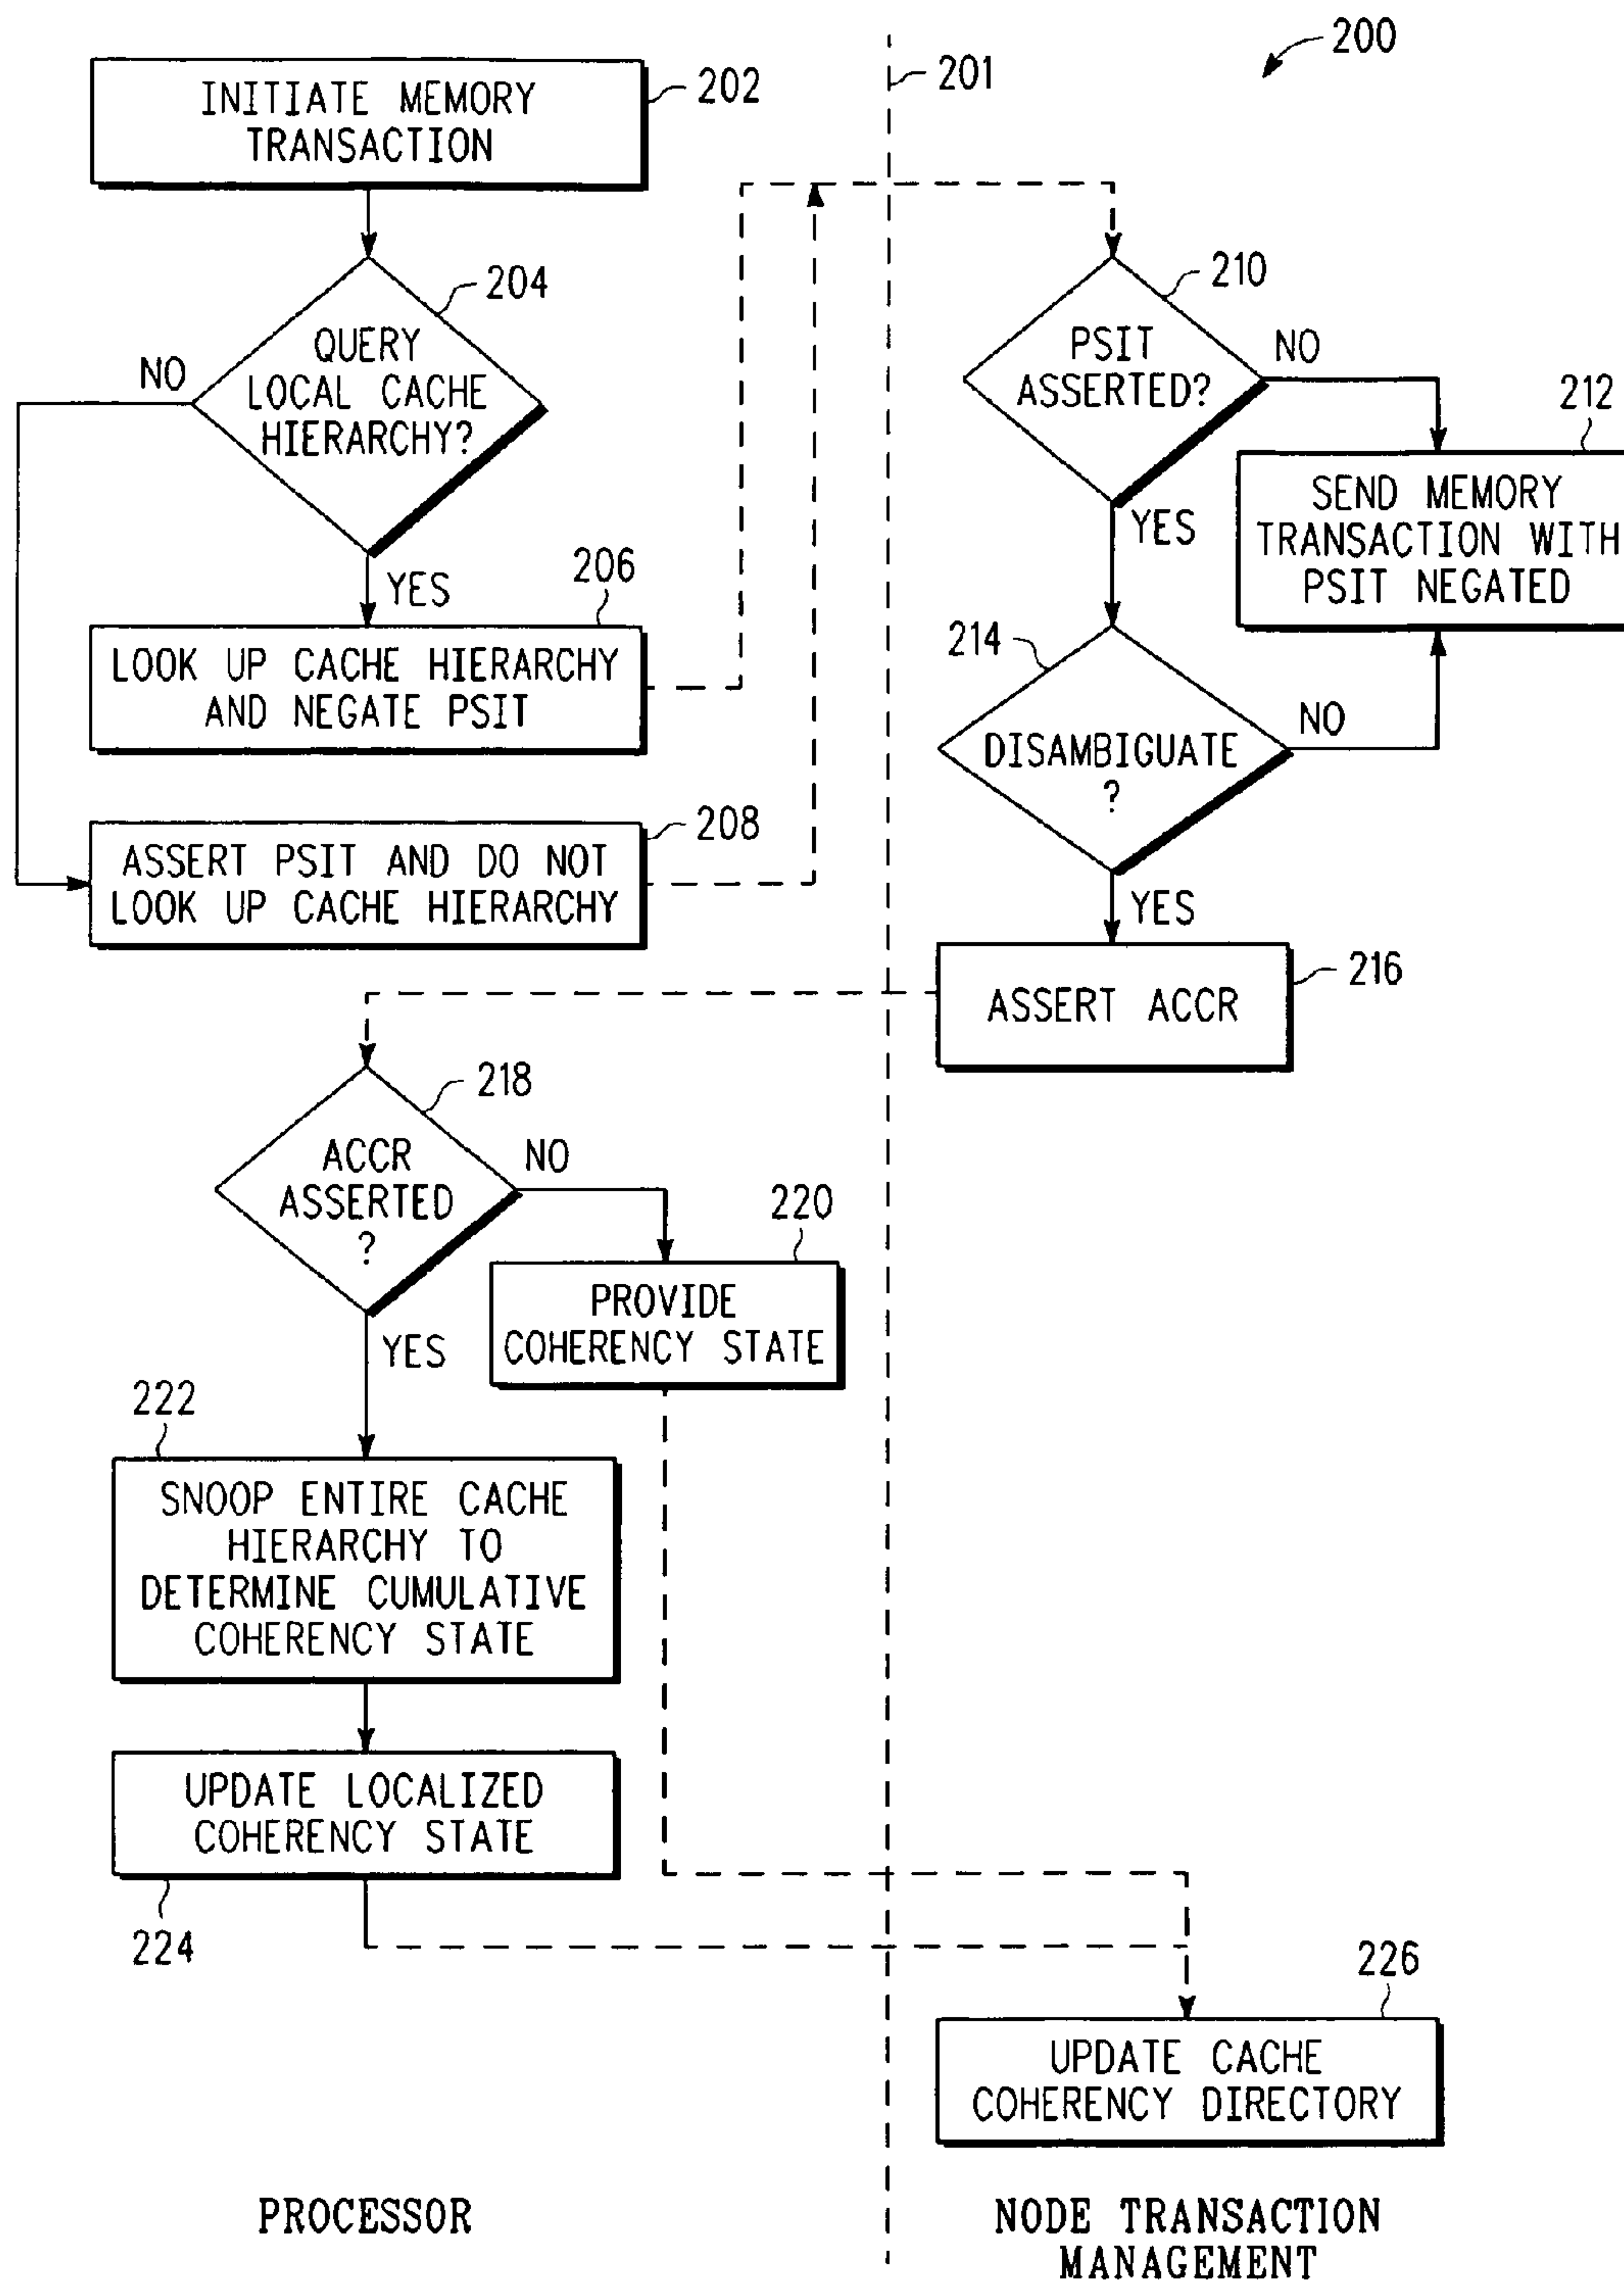 200
201
INITIATE MEMORY
TRANSACTION
202
204
QUERY
LOCAL CACHE
HIERARCHY?
NO
YES
206
LOOK UP CACHE HIERARCHY
AND NEGATE PSIT
208
ASSERT PSIT AND DO NOT
LOOK UP CACHE HIERARCHY
210
PSIT
ASSERTED?
NO
YES
212
SEND MEMORY
TRANSACTION WITH
PSIT NEGATED
214
DISAMBIGUATE
?
NO
YES
216
ASSERT ACCR
218
ACCR
ASSERTED
?
NO
YES
220
PROVIDE
COHERENCY STATE
222
SNOOP ENTIRE CACHE
HIERARCHY TO
DETERMINE CUMULATIVE
COHERENCY STATE
UPDATE LOCALIZED
COHERENCY STATE
224
226
UPDATE CACHE
COHERENCY DIRECTORY
PROCESSOR
NODE TRANSACTION
MANAGEMENT